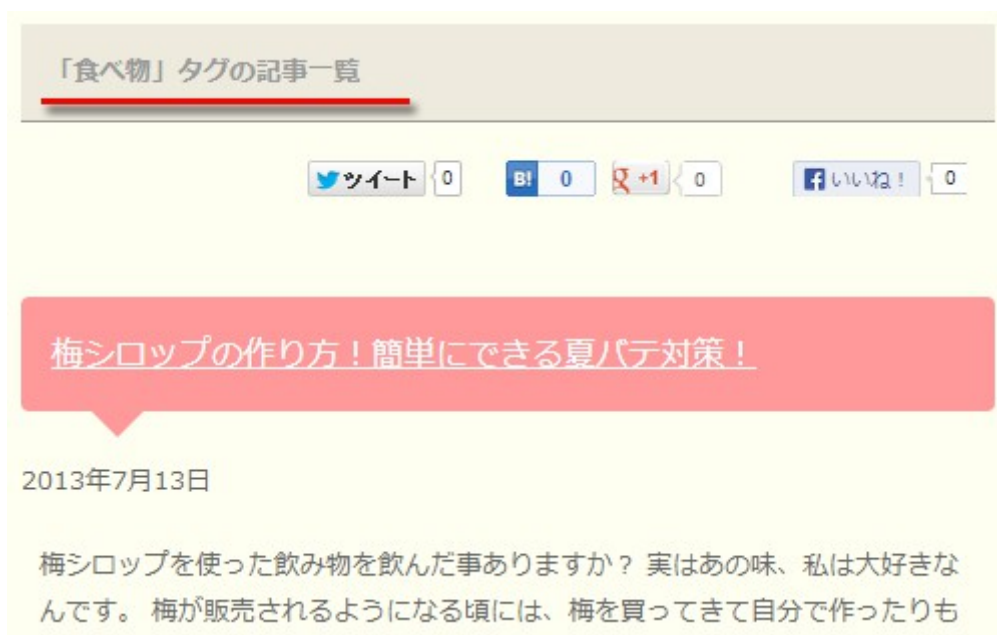 「食べ物」タグの記事一覧
ツイート 0 B! 0 g +1 0 いいね! 0
梅シロップの作り方!簡単にできる夏バテ対策!
2013年7月13日
梅シロップを使った飲み物を飲んだ事ありますか? 実はあの味、私は大好きな
んです。 梅が販売されるようになる頃には、梅を買ってきて自分で作ったりも